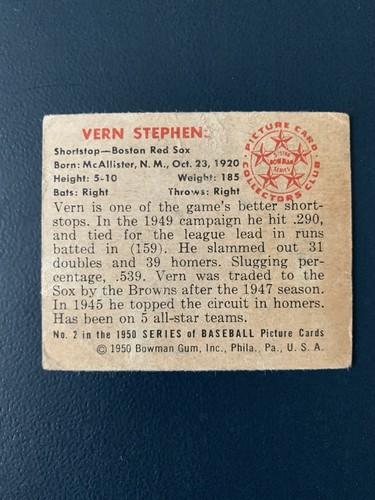 VERN STEPHEN
PICTURE CARD
COLLECTORS CLUB
5-STAR
BOWMAN
SERIES
Shortstop—Boston Red Sox
Born: McAllister, N. M., Oct. 23, 1920
Height: 5-10 Weight: 185
Bats: Right Throws: Right
Vern is one of the game's better short-
stops. In the 1949 campaign he hit .290,
and tied for the league lead in runs
batted in (159). He slammed out 31
doubles and 39 homers. Slugging per-
centage, .539. Vern was traded to the
Sox by the Browns after the 1947 season.
In 1945 he topped the circuit in homers.
Has been on 5 all-star teams.
No. 2 in the 1950 SERIES of BASEBALL Picture Cards
© 1950 Bowman Gum, Inc., Phila., Pa., U. S. A.